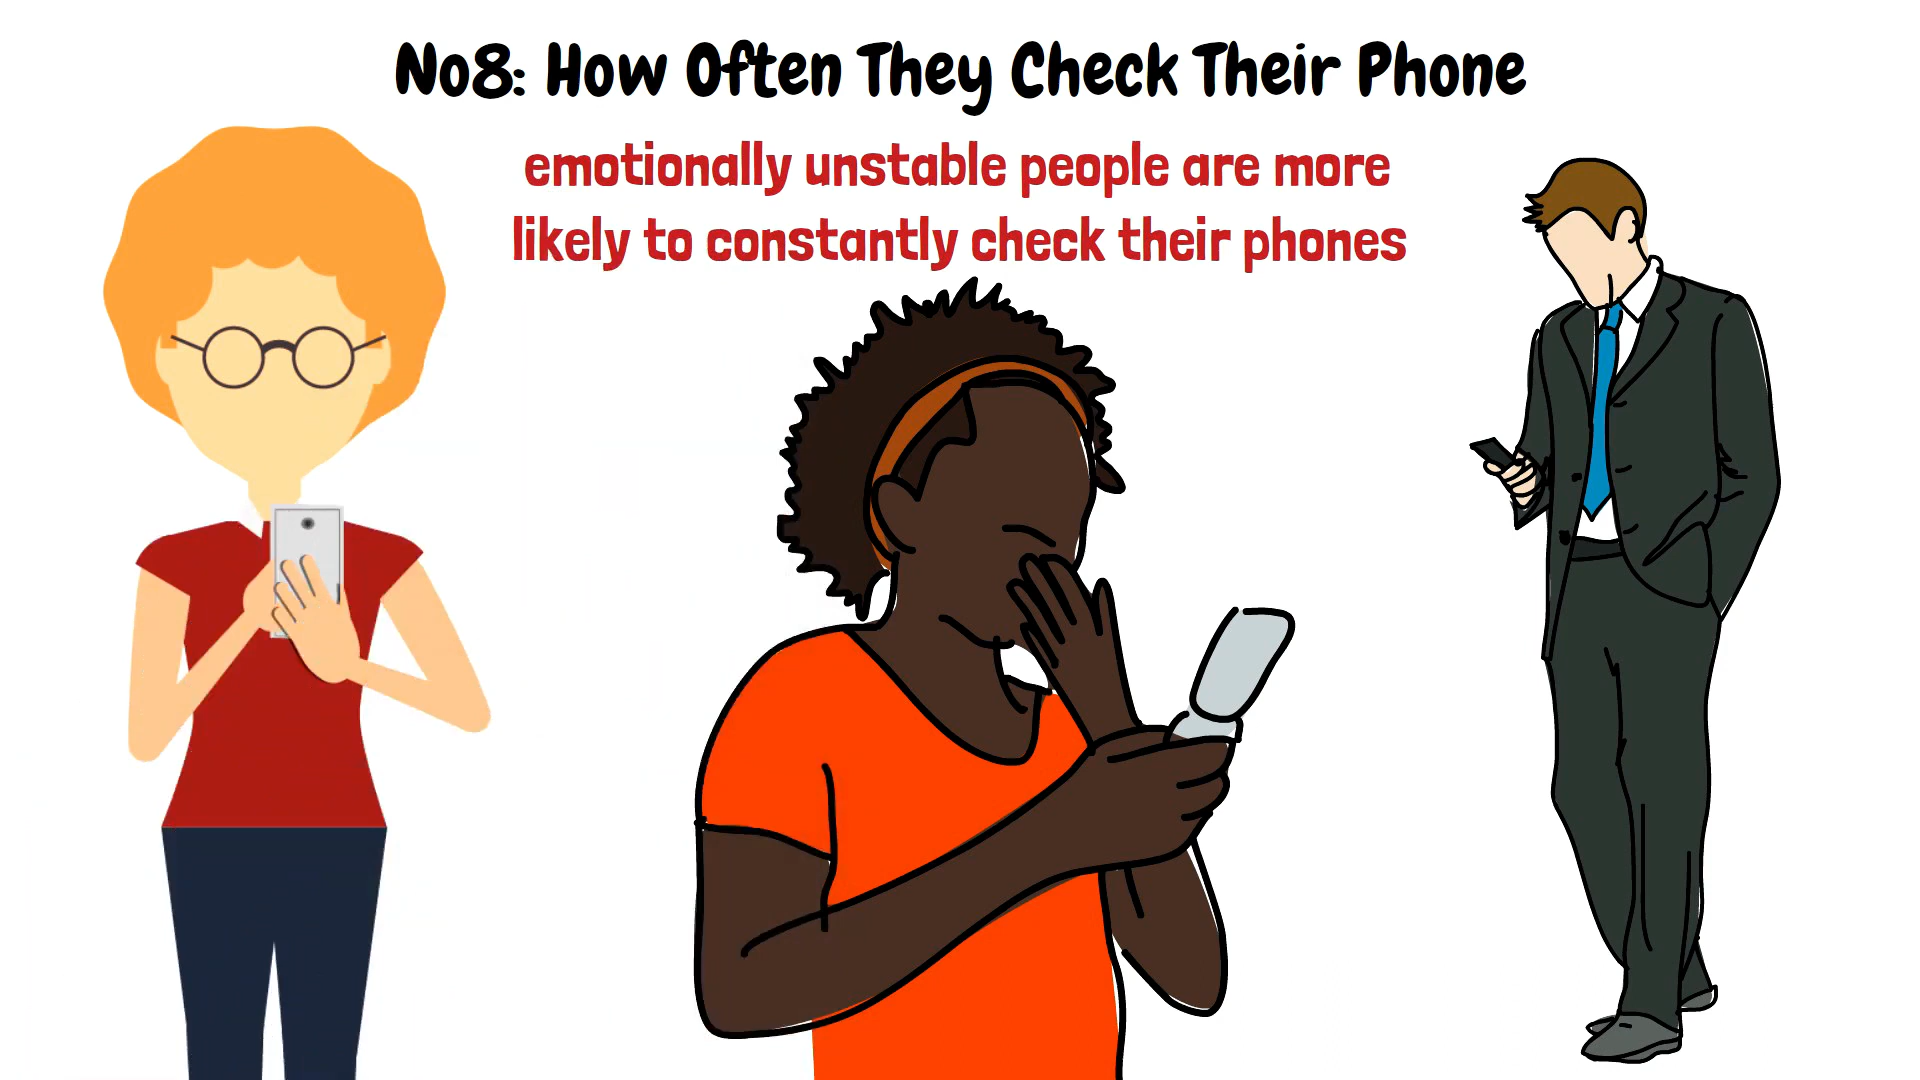 No8: How Often They Check Their Phone
emotionally unstable people are more
likely to constantly check their phones